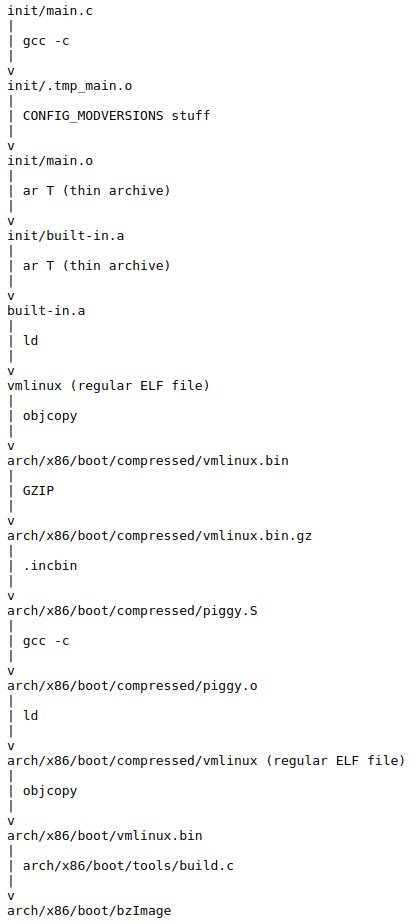 init/main.c
|
| gcc -c
|
v
init/.tmp_main.o
|
| CONFIG_MODVERSIONS stuff
|
v
init/main.o
|
| ar T (thin archive)
|
v
init/built-in.a
|
| ar T (thin archive)
|
v
built-in.a
|
| ld
|
v
vmlinux (regular ELF file)
|
| objcopy
|
v
arch/x86/boot/compressed/vmlinux.bin
|
| GZIP
|
v
arch/x86/boot/compressed/vmlinux.bin.gz
|
| .incbin
|
v
arch/x86/boot/compressed/piggy.S
|
| gcc -c
|
v
arch/x86/boot/compressed/piggy.o
|
| ld
|
v
arch/x86/boot/compressed/vmlinux (regular ELF file)
|
| objcopy
|
v
arch/x86/boot/vmlinux.bin
|
| arch/x86/boot/tools/build.c
|
v
arch/x86/boot/bzImage